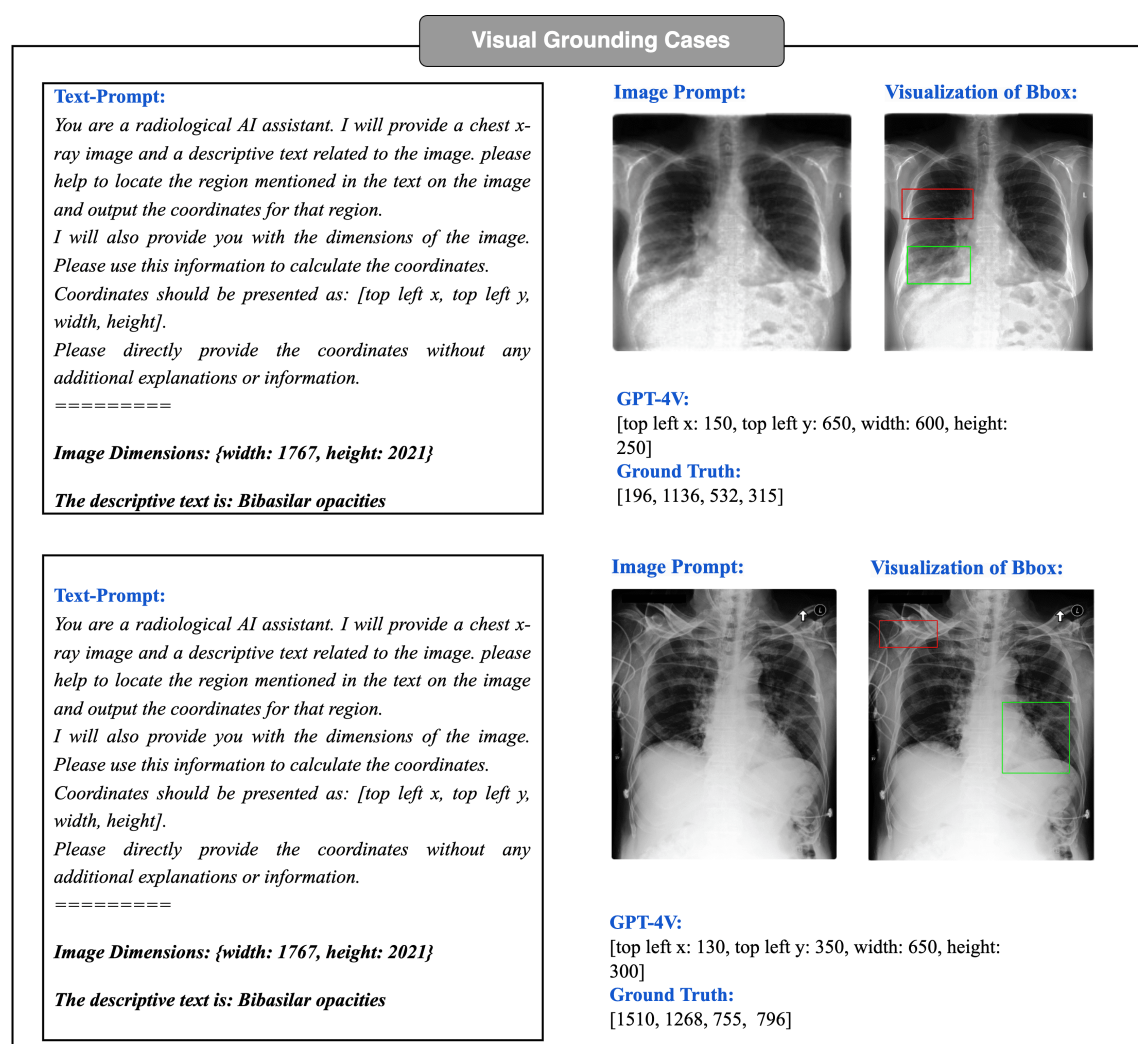 Visual Grounding Cases
Text-Prompt:
You are a radiological AI assistant. I will provide a chest x-
ray image and a descriptive text related to the image. please
help to locate the region mentioned in the text on the image
and output the coordinates for that region.
I will also provide you with the dimensions of the image.
Please use this information to calculate the coordinates.
Coordinates should be presented as: [top left x, top left y,
width, height].
Please directly provide the coordinates without any
additional explanations or information.
=========
Image Dimensions: {width: 1767, height: 2021}
The descriptive text is: Bibasilar opacities
Image Prompt:
Visualization of Bbox:
L
L
GPT-4V:
[top left x: 150, top left y: 650, width: 600, height:
250]
Ground Truth:
[196, 1136, 532, 315]
Text-Prompt:
You are a radiological AI assistant. I will provide a chest x-
ray image and a descriptive text related to the image. please
help to locate the region mentioned in the text on the image
and output the coordinates for that region.
I will also provide you with the dimensions of the image.
Please use this information to calculate the coordinates.
Coordinates should be presented as: [top left x, top left y,
width, height].
Please directly provide the coordinates without any
additional explanations or information.
=========
Image Dimensions: {width: 1767, height: 2021}
The descriptive text is: Bibasilar opacities
Image Prompt:
Visualization of Bbox:
L
L
GPT-4V:
[top left x: 130, top left y: 350, width: 650, height:
300]
Ground Truth:
[1510, 1268, 755, 796]